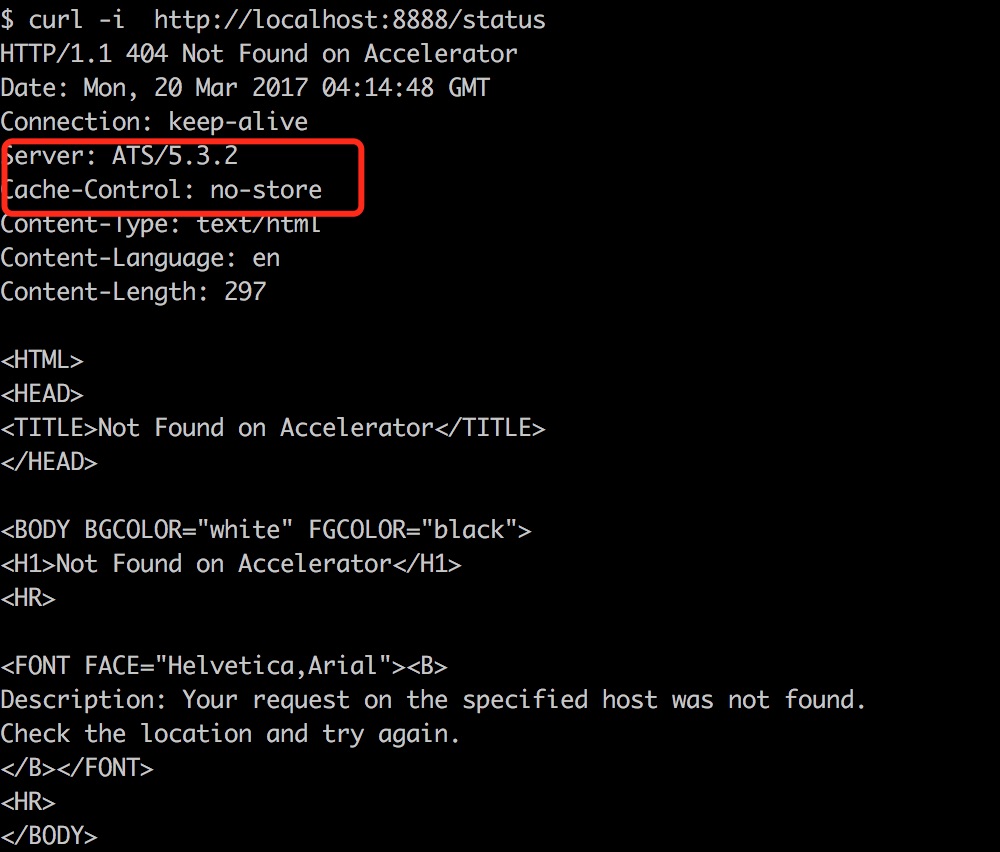 $ curl -i  http://localhost:8888/status
HTTP/1.1 404 Not Found on Accelerator
Date: Mon, 20 Mar 2017 04:14:48 GMT
Connection: keep-alive
Server: ATS/5.3.2
Cache-Control: no-store
Content-Type: text/html
Content-Language: en
Content-Length: 297

<HTML>
<HEAD>
<TITLE>Not Found on Accelerator</TITLE>
</HEAD>

<BODY BGCOLOR="white" FGCOLOR="black">
<H1>Not Found on Accelerator</H1>
<HR>

<FONT FACE="Helvetica,Arial"><B>
Description: Your request on the specified host was not found.
Check the location and try again.
</B></FONT>
<HR>
</BODY>